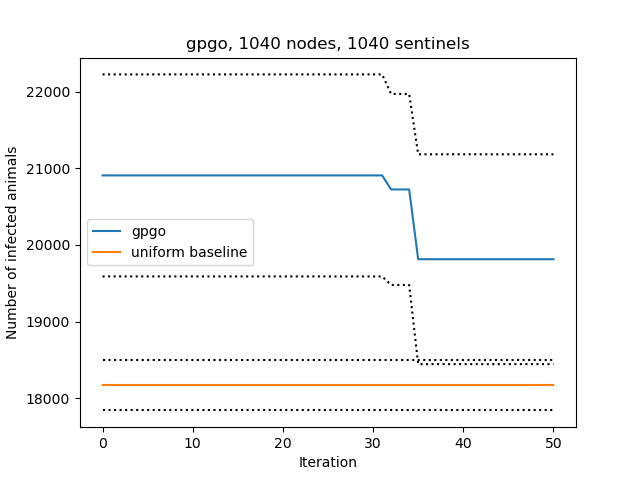 gpgo, 1040 nodes, 1040 sentinels
22000
21000
20000
19000
18000
Number of infected animals
gpgo
uniform baseline
0 10 20 30 40 50
Iteration